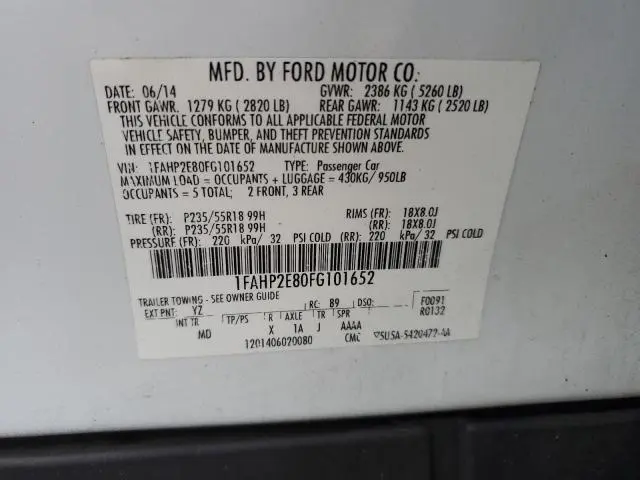 MFD. BY FORD MOTOR CO.
DATE: 06/14 GVWR: 2386 KG ( 5260 LB)
FRONT GAWR: 1279 KG ( 2820 LB) REAR GAWR: 1143 KG ( 2520 LB)
THIS VEHICLE CONFORMS TO ALL APPLICABLE FEDERAL MOTOR
VEHICLE SAFETY, BUMPER, AND THEFT PREVENTION STANDARDS
IN EFFECT ON THE DATE OF MANUFACTURE SHOWN ABOVE.
VIN: 1FAHP2E80FG101652 TYPE: Passenger Car
MAXIMUM LOAD = OCCUPANTS + LUGGAGE = 430KG/ 950LB
OCCUPANTS = 5 TOTAL; 2 FRONT, 3 REAR
TIRE (FR): P235/55R18 99H RIMS (FR): 18X8.0J
(RR): P235/55R18 99H (RR): 18X8.0J
PRESSURE (FR): 220 kPa/ 32 PSI COLD (RR): 220 kPa/ 32 PSI COLD
1FAHP2E80FG101652
TRAILER TOWING - SEE OWNER GUIDE
EXT PNT: YZ RC: B9 DSO: F0091
INT TR TP/PS R AXLE TR SPR R0132
MD X 1A J AAAA
1201406020080 CMC 5U5A-5420472-AA